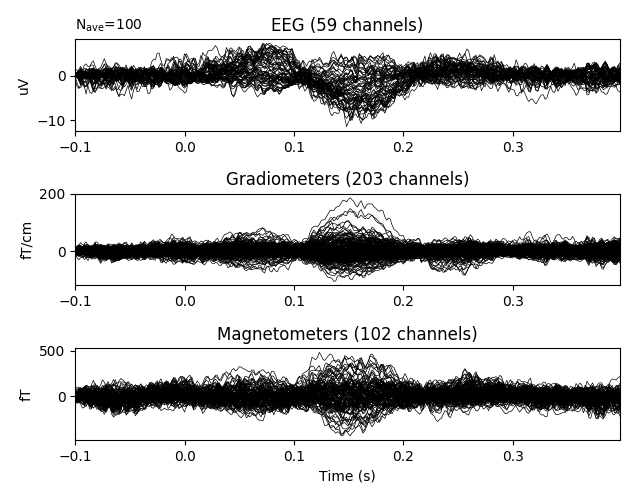 N_ave=100
EEG (59 channels)
0
−10
uV
−0.1 0.0 0.1 0.2 0.3
Gradiometers (203 channels)
200
0
fT/cm
−0.1 0.0 0.1 0.2 0.3
Magnetometers (102 channels)
500
0
fT
−0.1 0.0 0.1 0.2 0.3
Time (s)